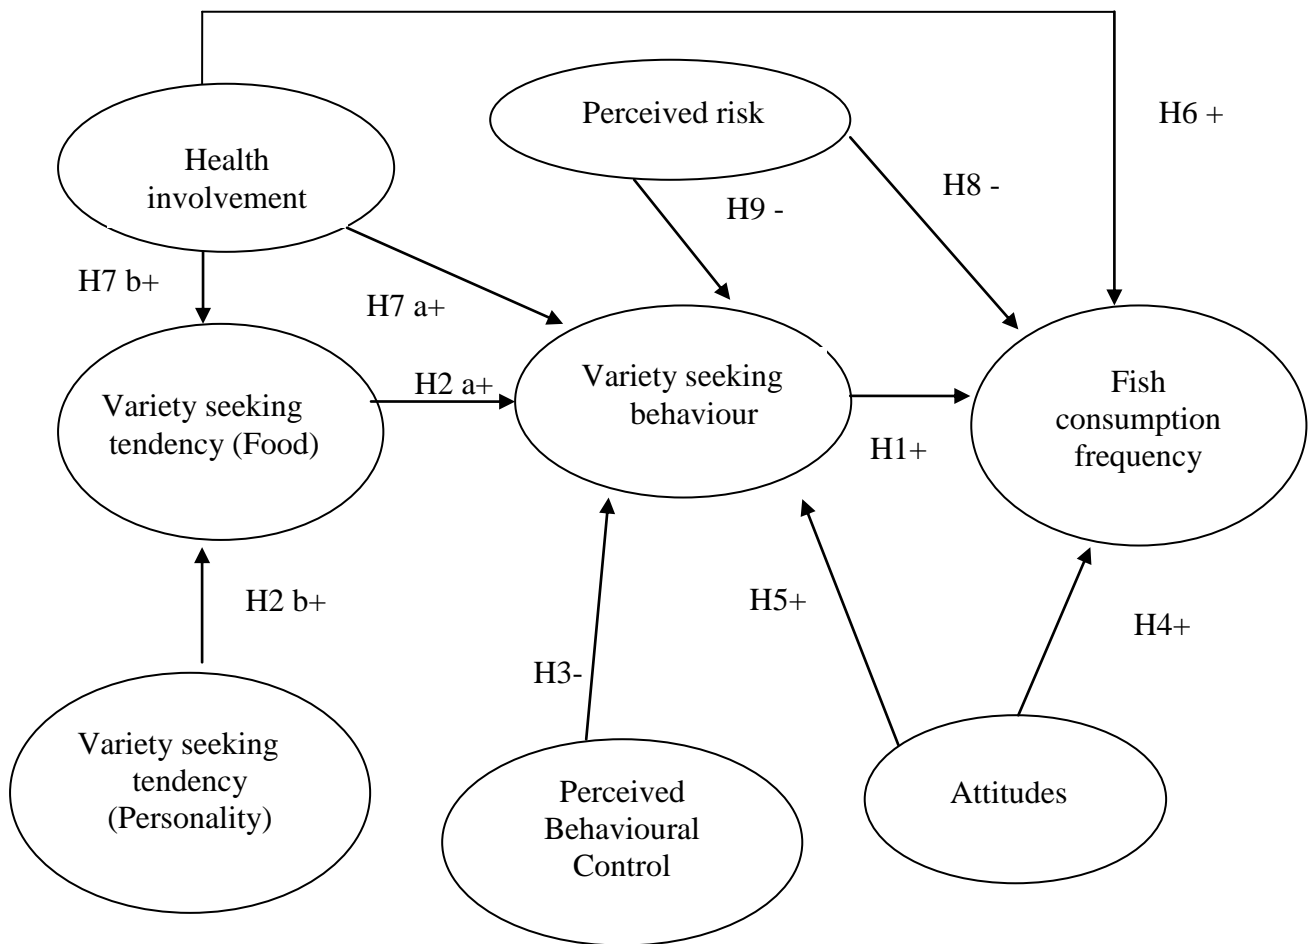 Perceived risk
H6 +
Health
involvement
H8 -
H9 -
H7 b+
H7 a+
Variety seeking
tendency (Food)
H2 a+
Variety seeking
behaviour
H1+
Fish
consumption
frequency
H2 b+
H5+
H4+
H3-
Variety seeking
tendency
(Personality)
Perceived
Behavioural
Control
Attitudes